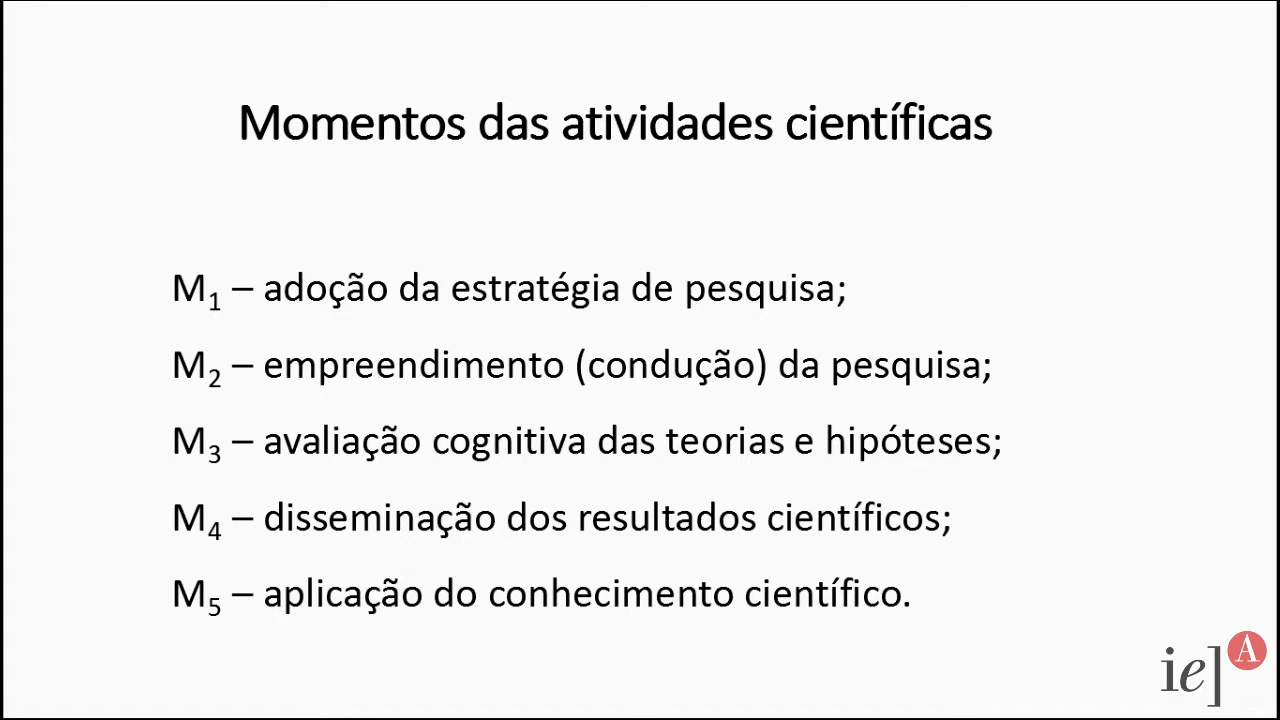 Momentos das atividades científicas
M₁ – adoção da estratégia de pesquisa;
M₂ – empreendimento (condução) da pesquisa;
M₃ – avaliação cognitiva das teorias e hipóteses;
M₄ – disseminação dos resultados científicos;
M₅ – aplicação do conhecimento científico.
ie] A